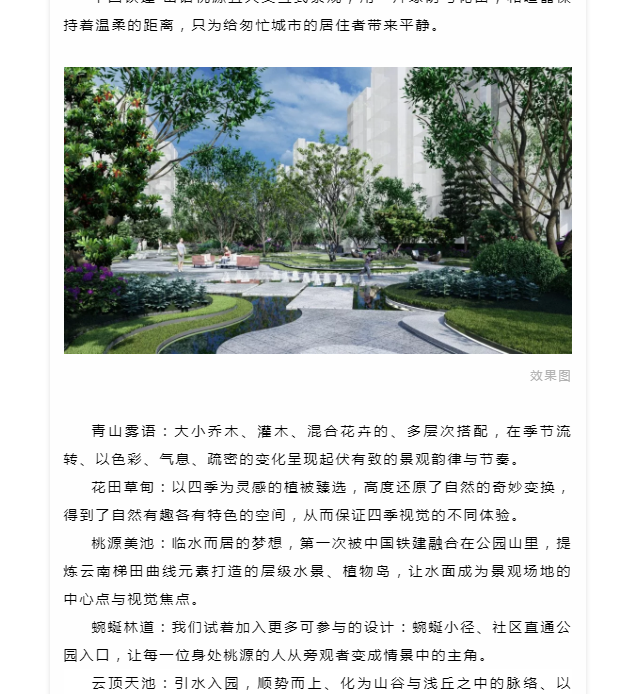 持着温柔的距离，只为给匆忙城市的居住者带来平静。
效果图
青山雾语：大小乔木、灌木、混合花卉的、多层次搭配，在季节流
转、以色彩、气息、疏密的变化呈现起伏有致的景观韵律与节奏。
花田草甸：以四季为灵感的植被臻选，高度还原了自然的奇妙变换，
得到了自然有趣各有特色的空间，从而保证四季视觉的不同体验。
桃源美池：临水而居的梦想，第一次被中国铁建融合在公园山里，提
炼云南梯田曲线元素打造的层级水景、植物岛，让水面成为景观场地的
中心点与视觉焦点。
蜿蜒林道：我们试着加入更多可参与的设计：蜿蜒小径、社区直通公
园入口，让每一位身处桃源的人从旁观者变成情景中的主角。
云顶天池：引水入园，顺势而上、化为山谷与浅丘之中的脉络、以